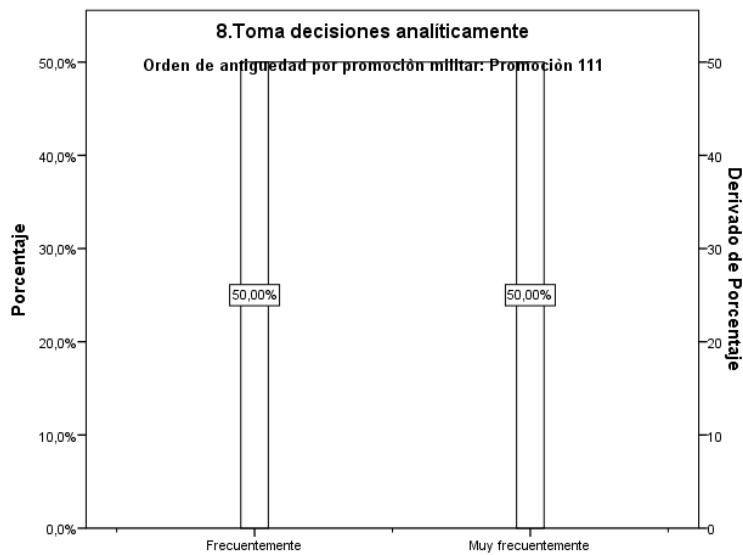 8.Toma decisiones analíticamente
Orden de antiguedad por promociòn militar: Promociòn 111
Porcentaje
50,0%
40,0%
30,0%
20,0%
10,0%
0,0%
50,00%
50,00%
50
40
30
20
10
0
Derivado de Porcentaje
Frecuentemente
Muy frecuentemente